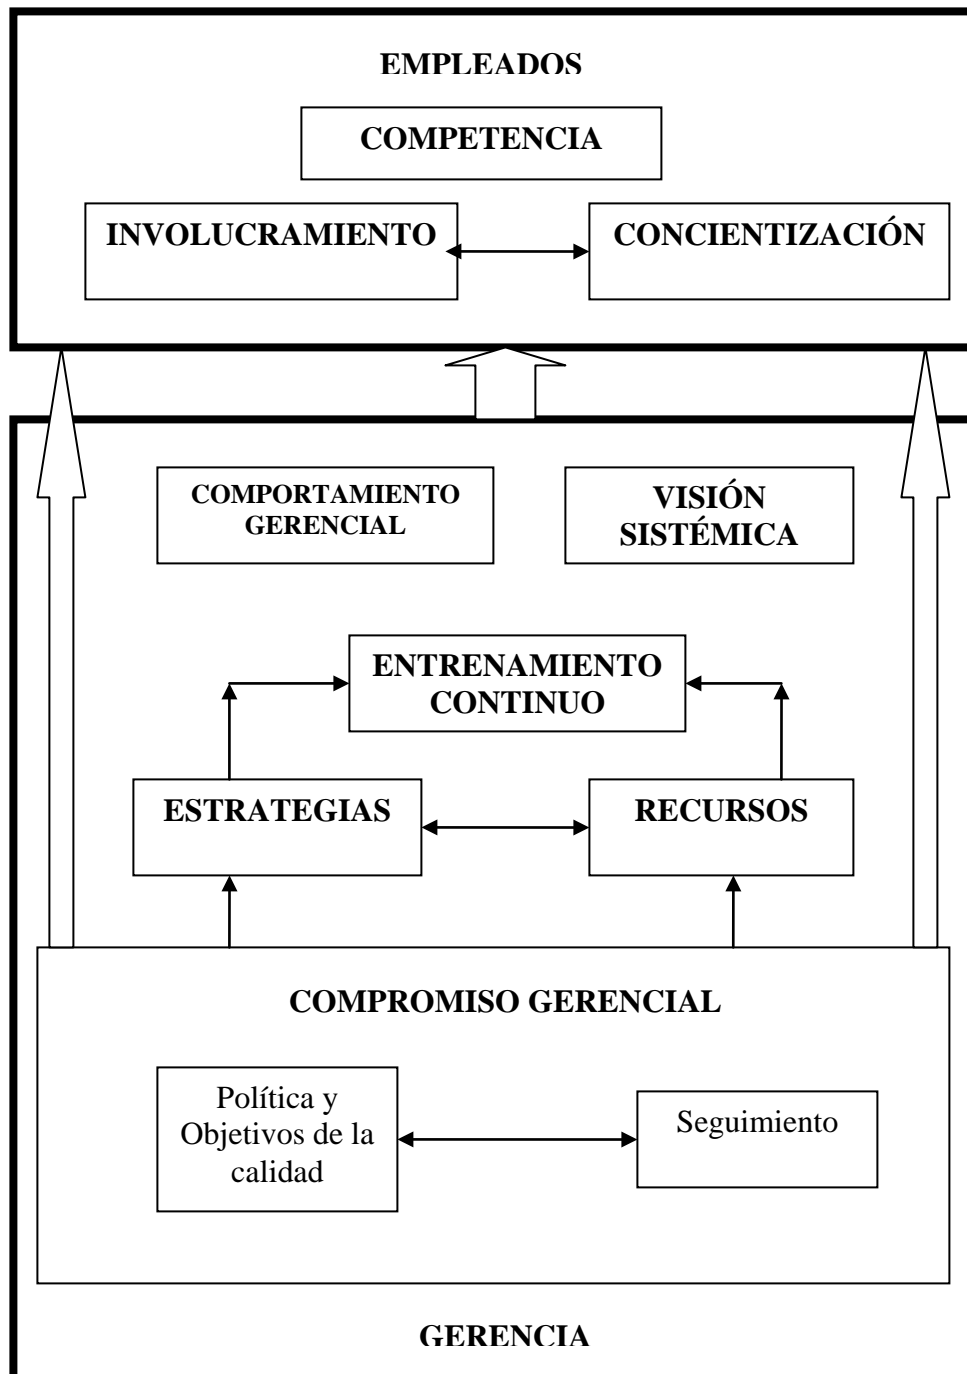 EMPLEADOS
COMPETENCIA
INVOLUCRAMIENTO
CONCIENTIZACIÓN
COMPORTAMIENTO
GERENCIAL
VISIÓN
SISTÉMICA
ENTRENAMIENTO
CONTINUO
ESTRATEGIAS
RECURSOS
COMPROMISO GERENCIAL
Política y
Objetivos de la
calidad
Seguimiento
GERENCIA